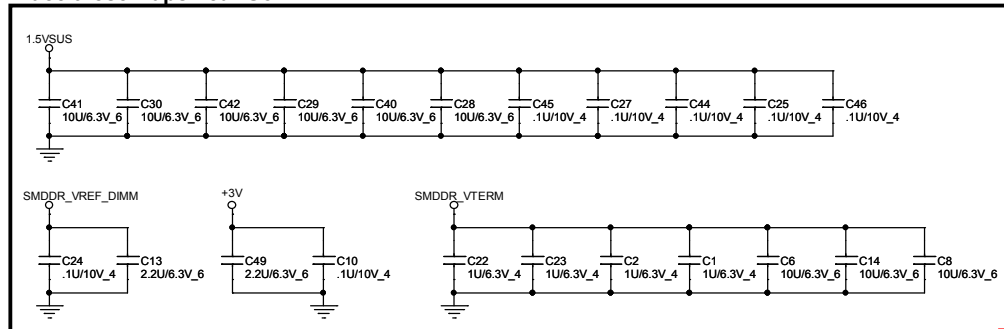 1.5VSUS
C41 C30 C42 C29 C40 C28 C45 C27 C44 C25 C46
10U/6.3V_6 10U/6.3V_6 10U/6.3V_6 10U/6.3V_6 10U/6.3V_6 10U/6.3V_6 .1U/10V_4 .1U/10V_4 .1U/10V_4 .1U/10V_4 .1U/10V_4
SMDDR_VREF_DIMM +3V SMDDR_VTERM
C24 C13 C49 C10 C22 C23 C2 C1 C6 C14 C8
.1U/10V_4 2.2U/6.3V_6 2.2U/6.3V_6 .1U/10V_4 1U/6.3V_4 1U/6.3V_4 1U/6.3V_4 1U/6.3V_4 10U/6.3V_6 10U/6.3V_6 10U/6.3V_6